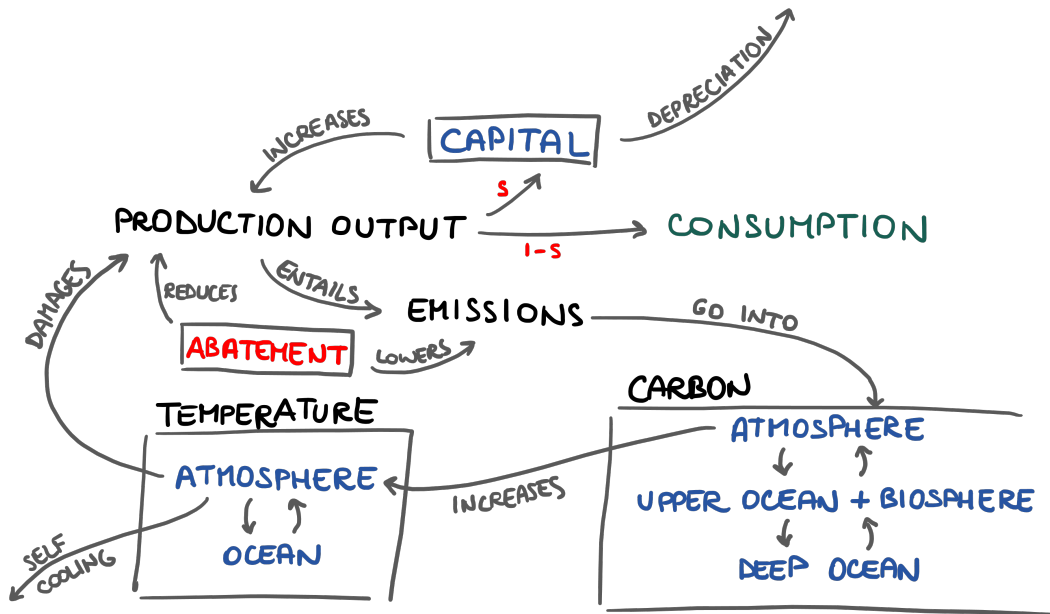 DEPRECIATION
INCREASES
CAPITAL
S
PRODUCTION OUTPUT
CONSUMPTION
1-S
DAMAGES
REDUCES
ENTAILS
EMISSIONS
GO INTO
ABATEMENT
LOWERS
TEMPERATURE
CARBON
ATMOSPHERE
ATMOSPHERE
INCREASES
UPPER OCEAN + BIOSPHERE
OCEAN
DEEP OCEAN
SELF
COOLING